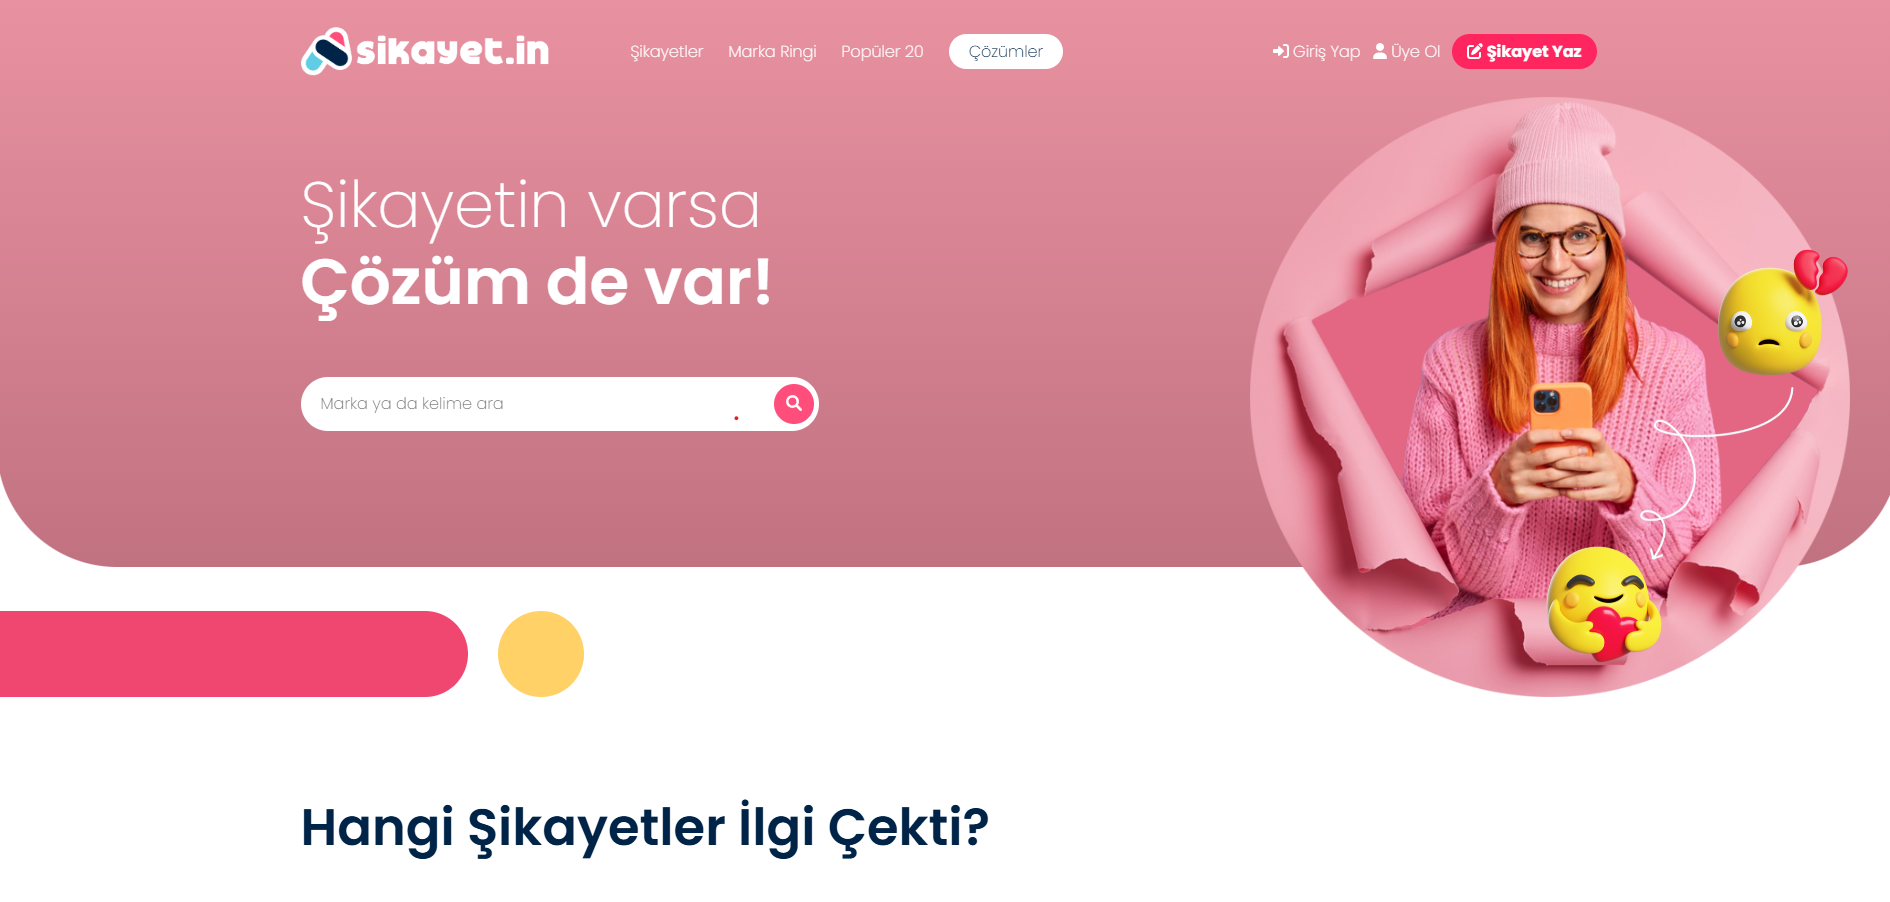 sikayet.in
Şikayetler Marka Ringi Popüler 20 Çözümler
Giriş Yap Üye Ol Şikayet Yaz
Şikayetin varsa
Çözüm de var!
Marka ya da kelime ara
Hangi Şikayetler İlgi Çekti?